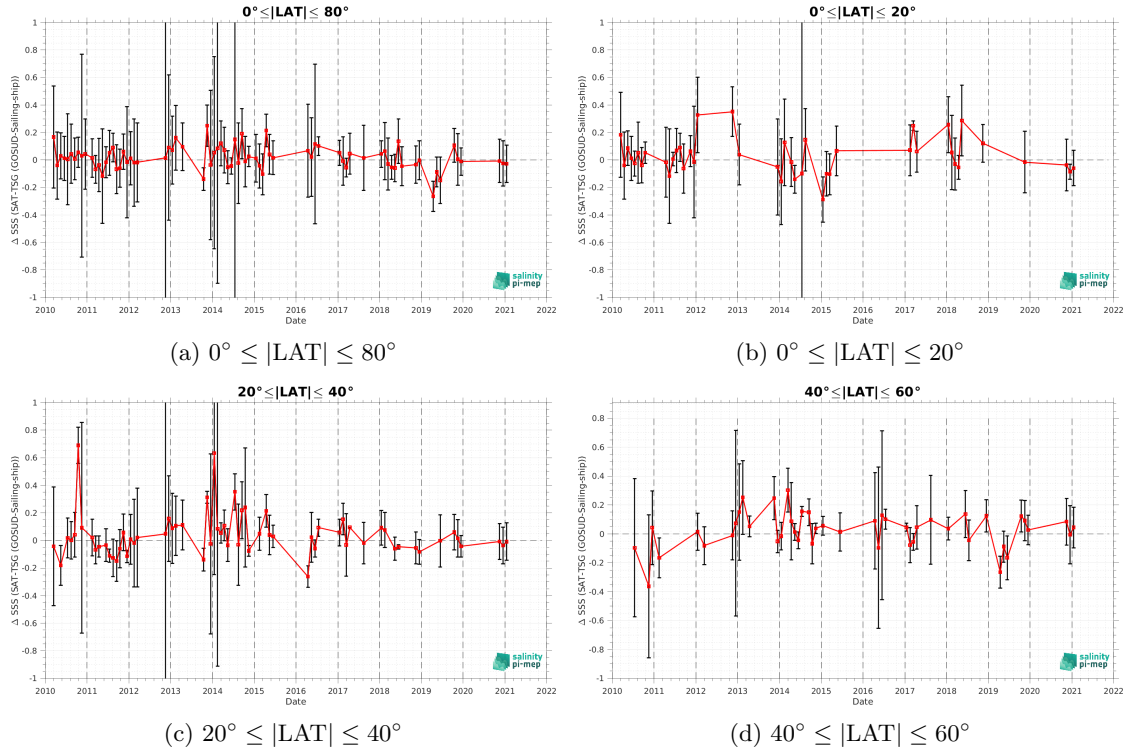 0°≤|LAT|≤ 80°
Δ SSS (SAT-TSG (GOSUD-Sailing-ship))
1
0.8
0.6
0.4
0.2
0
-0.2
-0.4
-0.6
-0.8
-1
2010 2011 2012 2013 2014 2015 2016 2017 2018 2019 2020 2021 2022
Date
salinity
pi-mep
(a) 0° ≤ |LAT| ≤ 80°
0°≤|LAT|≤ 20°
Δ SSS (SAT-TSG (GOSUD-Sailing-ship))
1
0.8
0.6
0.4
0.2
0
-0.2
-0.4
-0.6
-0.8
-1
2010 2011 2012 2013 2014 2015 2016 2017 2018 2019 2020 2021 2022
Date
salinity
pi-mep
(b) 0° ≤ |LAT| ≤ 20°
20°≤|LAT|≤ 40°
Δ SSS (SAT-TSG (GOSUD-Sailing-ship))
1
0.8
0.6
0.4
0.2
0
-0.2
-0.4
-0.6
-0.8
-1
2010 2011 2012 2013 2014 2015 2016 2017 2018 2019 2020 2021 2022
Date
salinity
pi-mep
(c) 20° ≤ |LAT| ≤ 40°
40°≤|LAT|≤ 60°
Δ SSS (SAT-TSG (GOSUD-Sailing-ship))
0.8
0.6
0.4
0.2
0
-0.2
-0.4
-0.6
-0.8
-1
2010 2011 2012 2013 2014 2015 2016 2017 2018 2019 2020 2021 2022
Date
salinity
pi-mep
(d) 40° ≤ |LAT| ≤ 60°